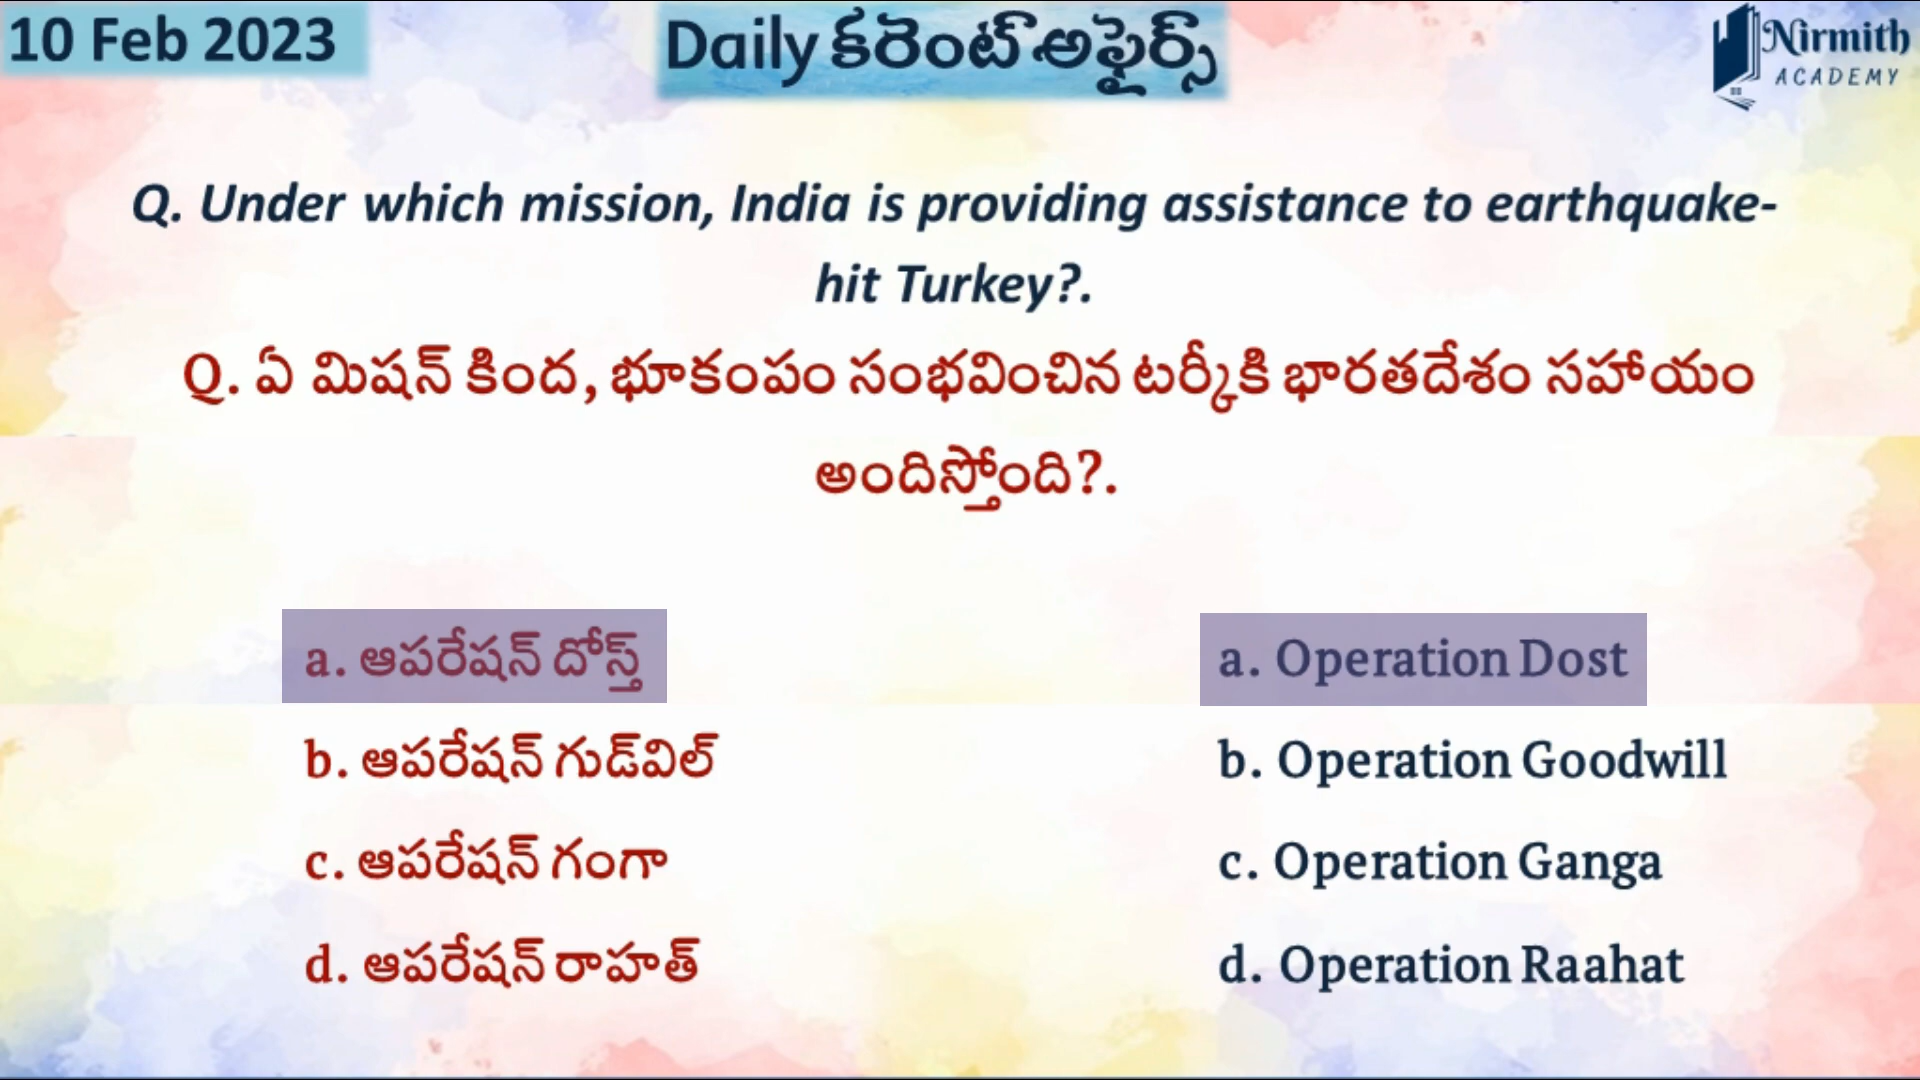 10 Feb 2023
Daily కరెంట్ అఫైర్స్
Nirmith
ACADEMY
Q. Under which mission, India is providing assistance to earthquake-
hit Turkey?.
Q. ఏ మిషన్ కింద, భూకంపం సంభవించిన టర్కీకి భారతదేశం సహాయం
అందిస్తోంది?.
a. ఆపరేషన్ దోస్త్
b. ఆపరేషన్ గుడ్‌విల్
c. ఆపరేషన్ గంగా
d. ఆపరేషన్ రాహత్
a. Operation Dost
b. Operation Goodwill
c. Operation Ganga
d. Operation Raahat